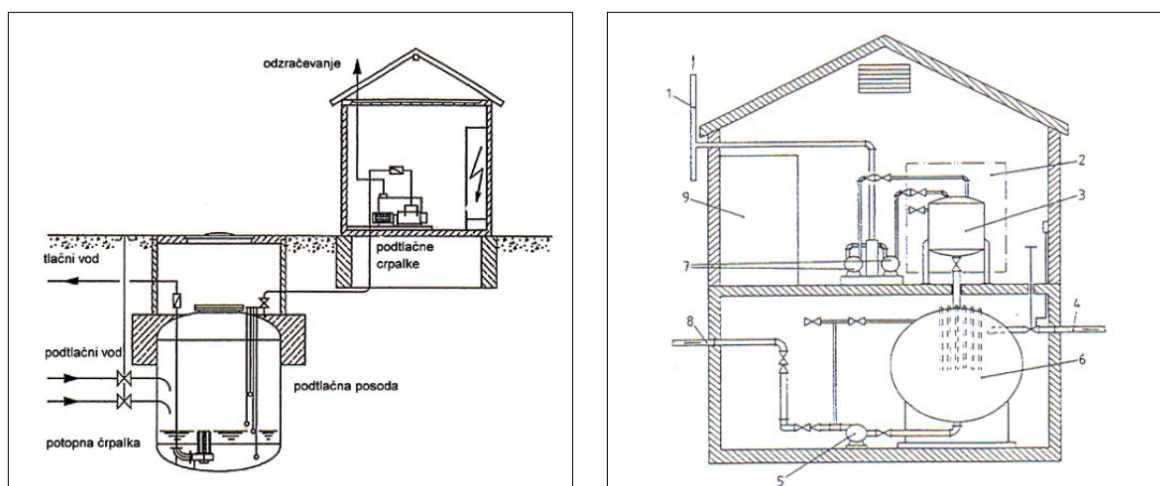 odzračevanje
podtlačne
črpalke
tlačni vod
podtlačni vod
podtlačna posoda
potopna črpalka
1
2
3
9
7
8
4
6
5